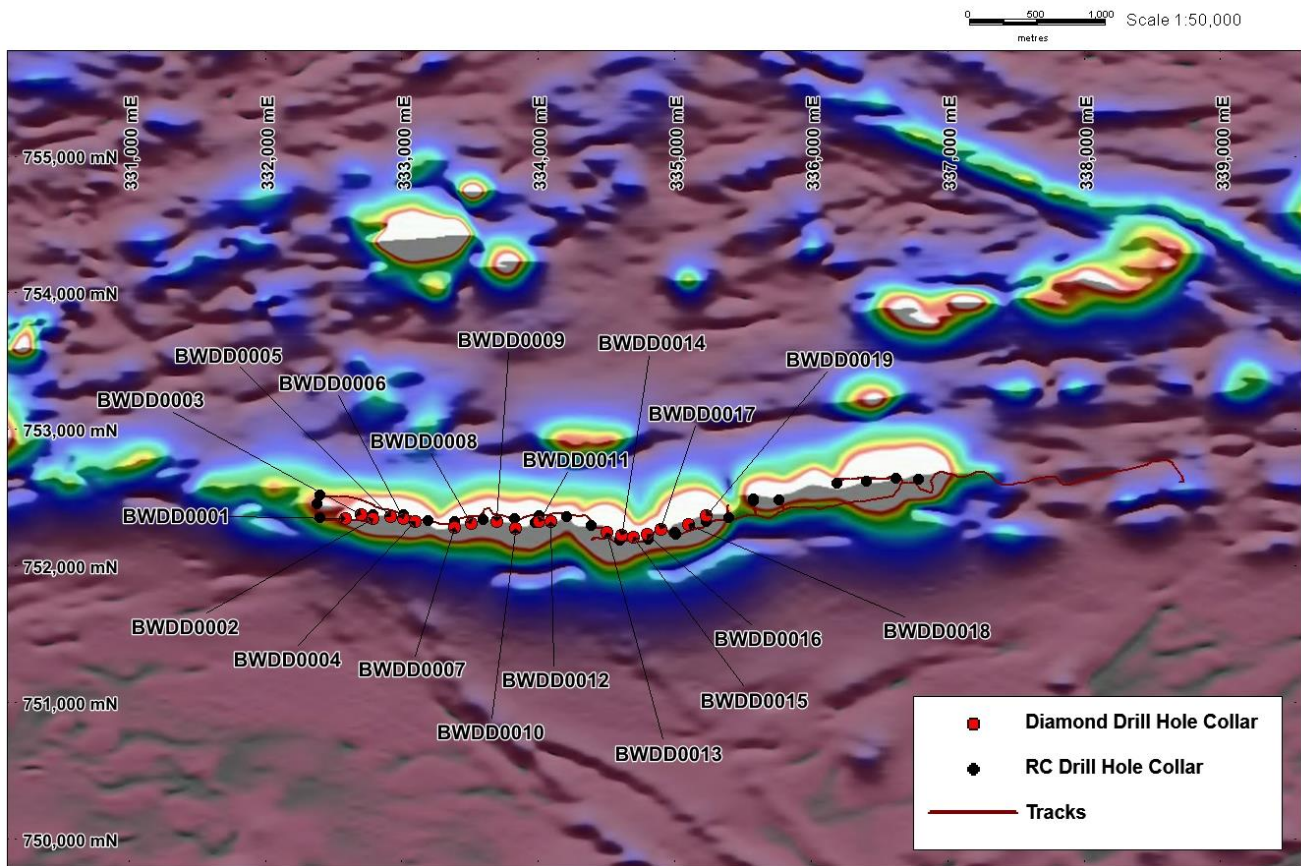 0 500 1,000
Scale 1:50,000
metres
331,000 mE
332,000 mE
333,000 mE
334,000 mE
335,000 mE
336,000 mE
337,000 mE
338,000 mE
339,000 mE
755,000 mN
754,000 mN
753,000 mN
752,000 mN
751,000 mN
750,000 mN
BWDD0009
BWDD0014
BWDD0005
BWDD0019
BWDD0006
BWDD0003
BWDD0017
BWDD0008
BWDD0011
BWDD0001
BWDD0002
BWDD0018
BWDD0016
BWDD0004
BWDD0007
BWDD0012
BWDD0015
BWDD0010
BWDD0013
Diamond Drill Hole Collar
RC Drill Hole Collar
Tracks